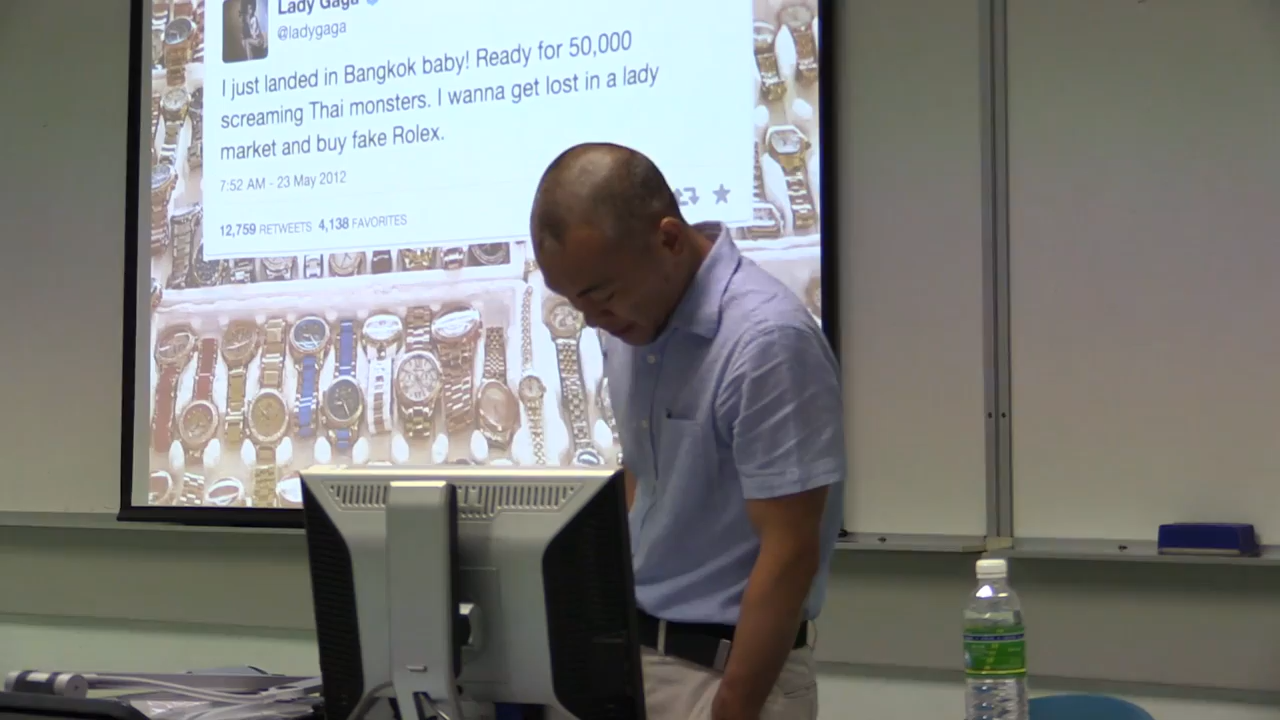 Lady Gaga
@ladygaga
I just landed in Bangkok baby! Ready for 50,000
screaming Thai monsters. I wanna get lost in a lady
market and buy fake Rolex.
7:52 AM - 23 May 2012
12,759 RETWEETS 4,138 FAVORITES